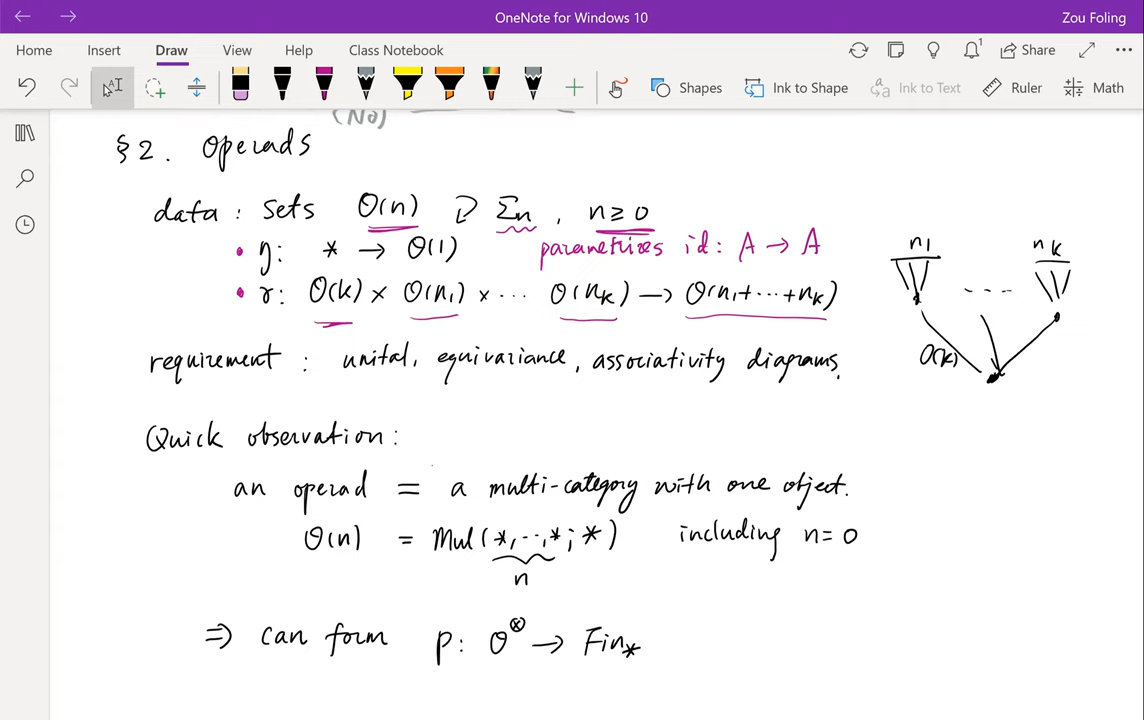 OneNote for Windows 10
Zou Foling
Home Insert Draw View Help Class Notebook Share
Shapes Ink to Shape Ink to Text Ruler Math
(No)
§2. Operads
data: Sets O(n) ↻ Σn, n≥0
• η: * → O(1) parametrizes id: A → A
• γ: O(k) × O(n1) × ... O(nk) → O(n1+...+nk)
n1 ... nk
O(k)
requirement: unital, equivariance, associativity diagrams.
Quick observation:
an operad = a multi-category with one object.
O(n) = Mul(*,..,*; *) including n=0
n
⇒ can form p: O^⊗ → Fin*